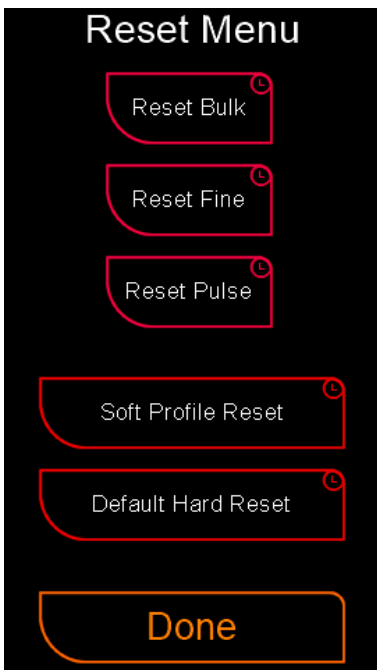 Reset Menu
Reset Bulk
Reset Fine
Reset Pulse
Soft Profile Reset
Default Hard Reset
Done